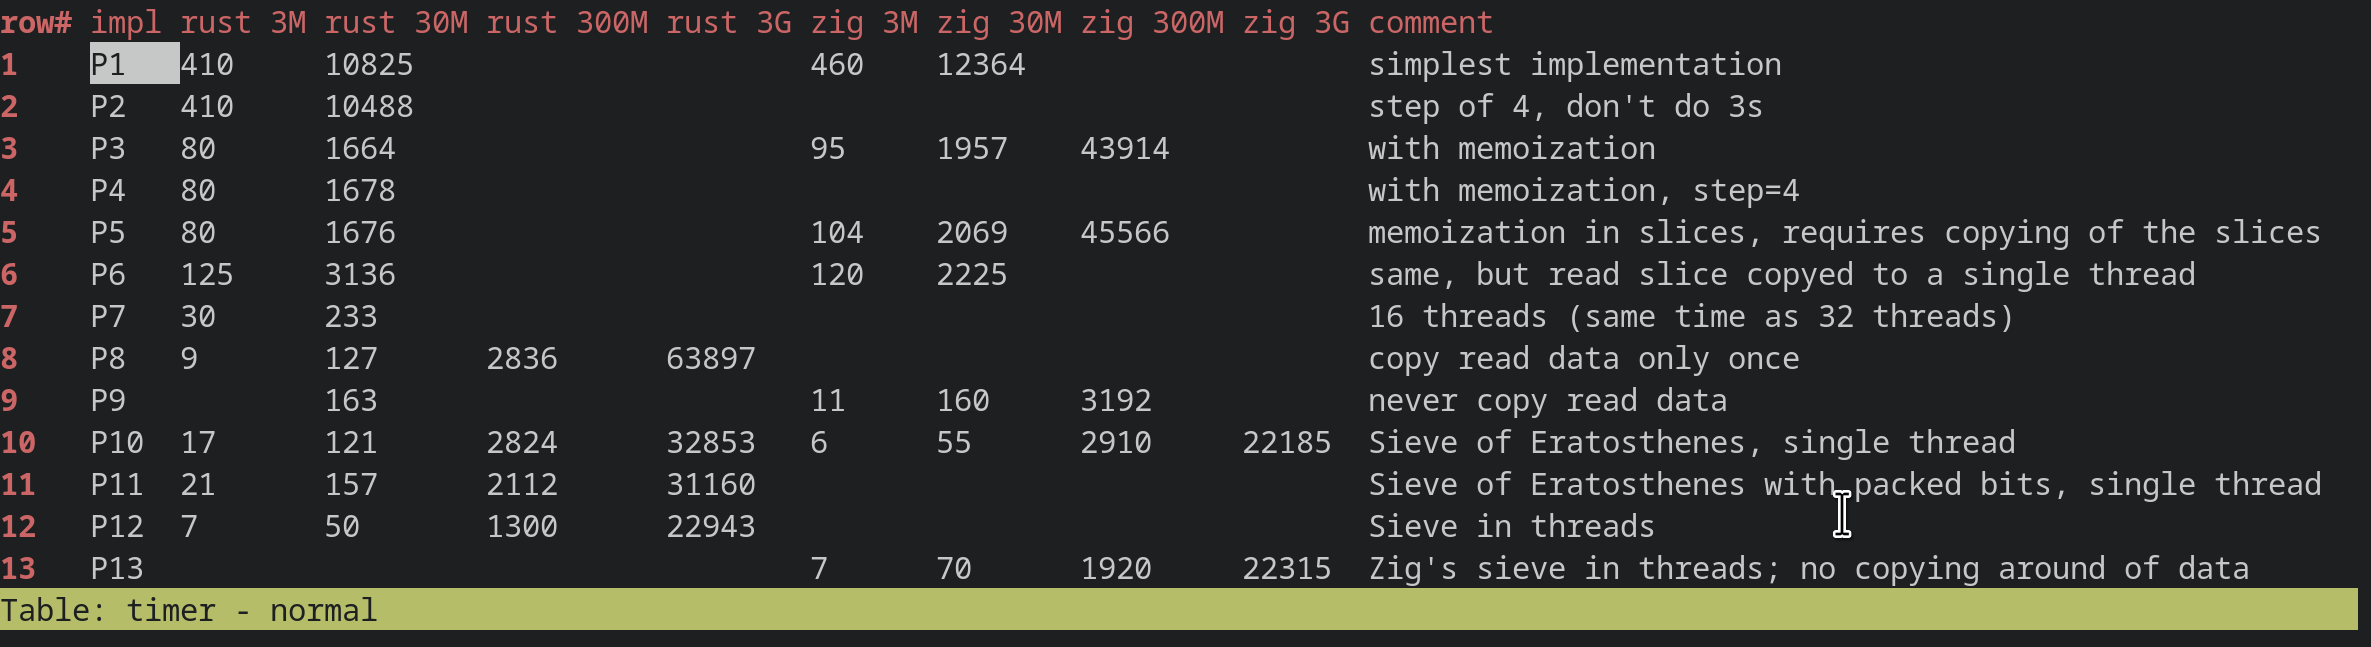 row# impl rust 3M rust 30M rust 300M rust 3G zig 3M zig 30M zig 300M zig 3G comment
1 P1 410 10825 460 12364 simplest implementation
2 P2 410 10488 step of 4, don't do 3s
3 P3 80 1664 95 1957 43914 with memoization
4 P4 80 1678 with memoization, step=4
5 P5 80 1676 104 2069 45566 memoization in slices, requires copying of the slices
6 P6 125 3136 120 2225 same, but read slice copyed to a single thread
7 P7 30 233 16 threads (same time as 32 threads)
8 P8 9 127 2836 63897 copy read data only once
9 P9 163 11 160 3192 never copy read data
10 P10 17 121 2824 32853 6 55 2910 22185 Sieve of Eratosthenes, single thread
11 P11 21 157 2112 31160 Sieve of Eratosthenes with packed bits, single thread
12 P12 7 50 1300 22943 Sieve in threads
13 P13 7 70 1920 22315 Zig's sieve in threads; no copying around of data
Table: timer - normal